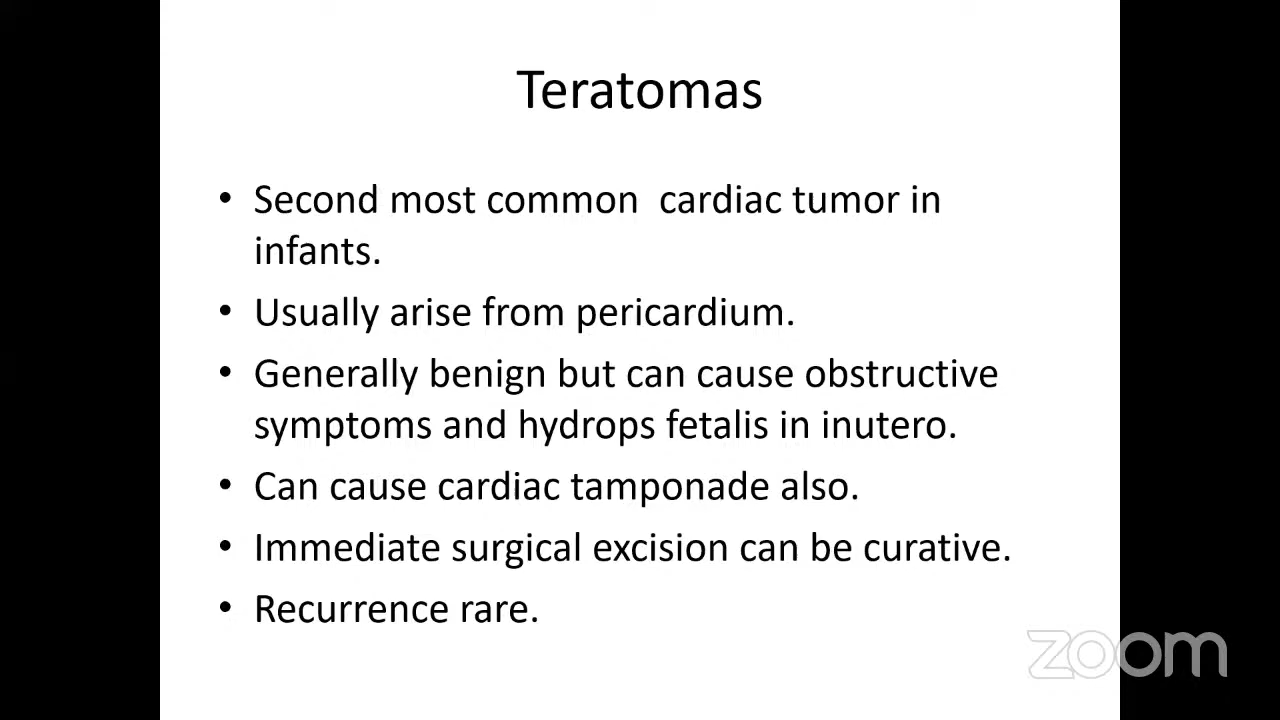 Teratomas
• Second most common  cardiac tumor in
infants.
• Usually arise from pericardium.
• Generally benign but can cause obstructive
symptoms and hydrops fetalis in inutero.
• Can cause cardiac tamponade also.
• Immediate surgical excision can be curative.
• Recurrence rare.
zoom